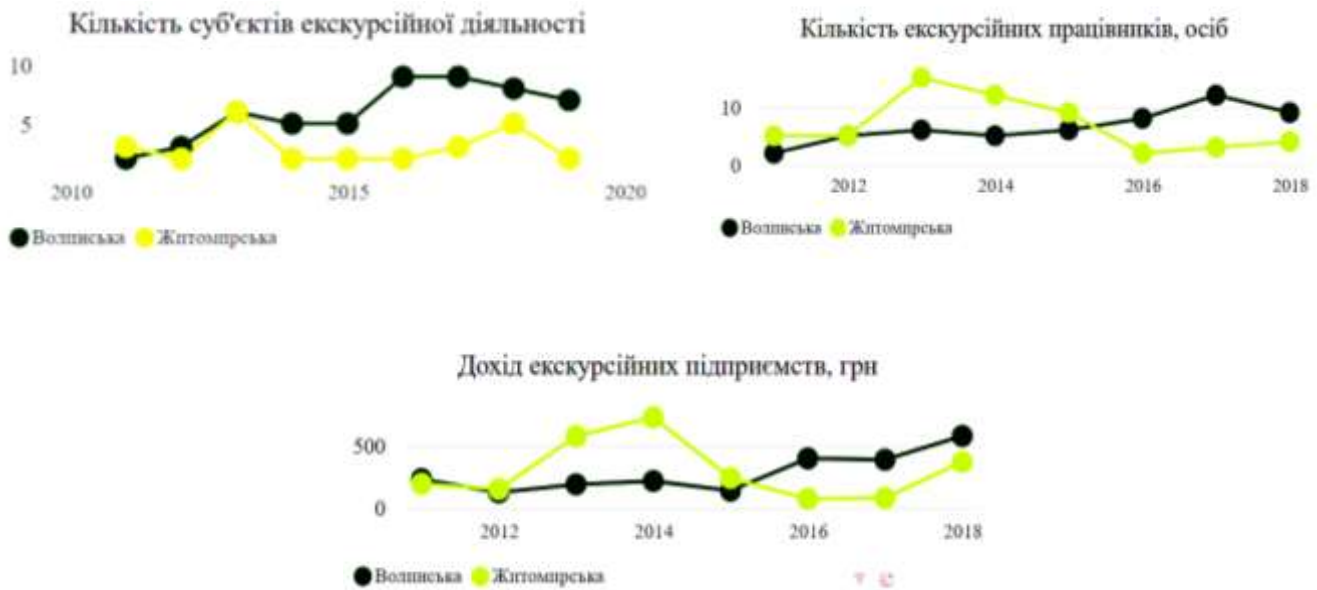 Кількість суб'єктів екскурсійної діяльності
10
5
2010 2015 2020
Волинська Житомирська
Кількість екскурсійних працівників, осіб
10
0
2012 2014 2016 2018
Волинська Житомирська
Дохід екскурсійних підприємств, грн
500
0
2012 2014 2016 2018
Волинська Житомирська